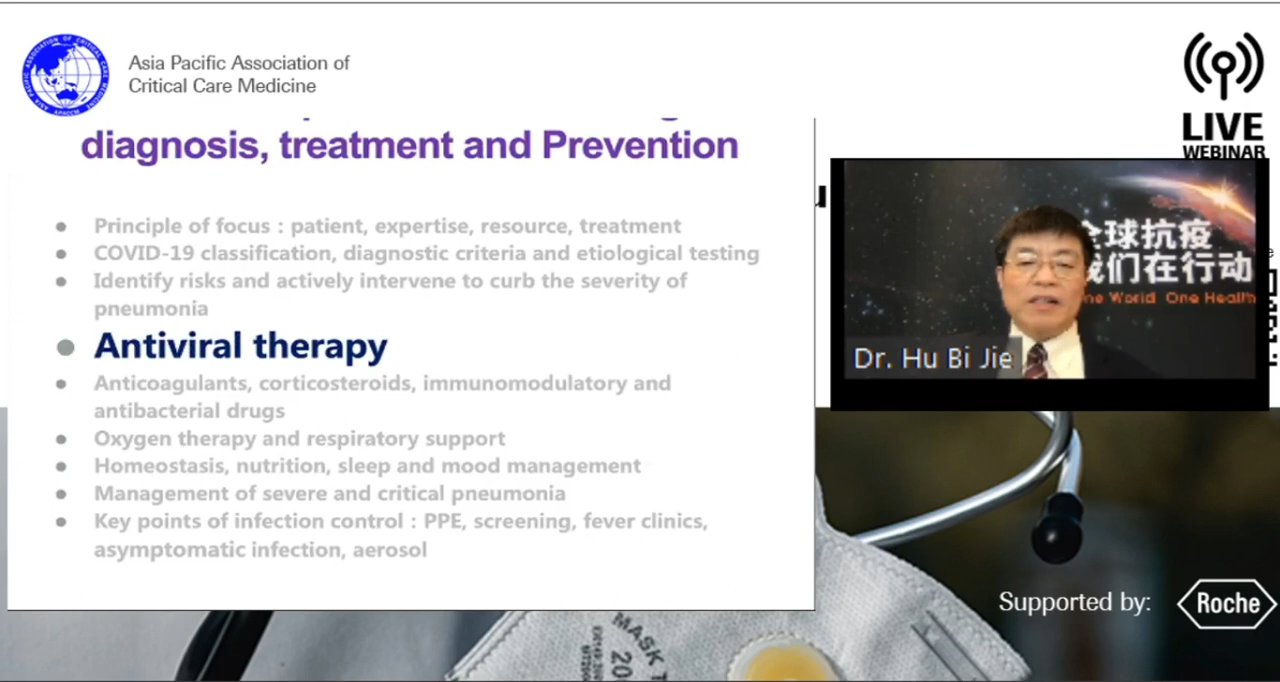 Asia Pacific Association of
Critical Care Medicine
LIVE
WEBINAR
diagnosis, treatment and Prevention
Principle of focus : patient, expertise, resource, treatment
COVID-19 classification, diagnostic criteria and etiological testing
Identify risks and actively intervene to curb the severity of
pneumonia
Antiviral therapy
Anticoagulants, corticosteroids, immunomodulatory and
antibacterial drugs
Oxygen therapy and respiratory support
Homeostasis, nutrition, sleep and mood management
Management of severe and critical pneumonia
Key points of infection control : PPE, screening, fever clinics,
asymptomatic infection, aerosol
全球抗疫
我们在行动
One World One Health
Dr. Hu Bi Jie
Supported by:
Roche
MASK